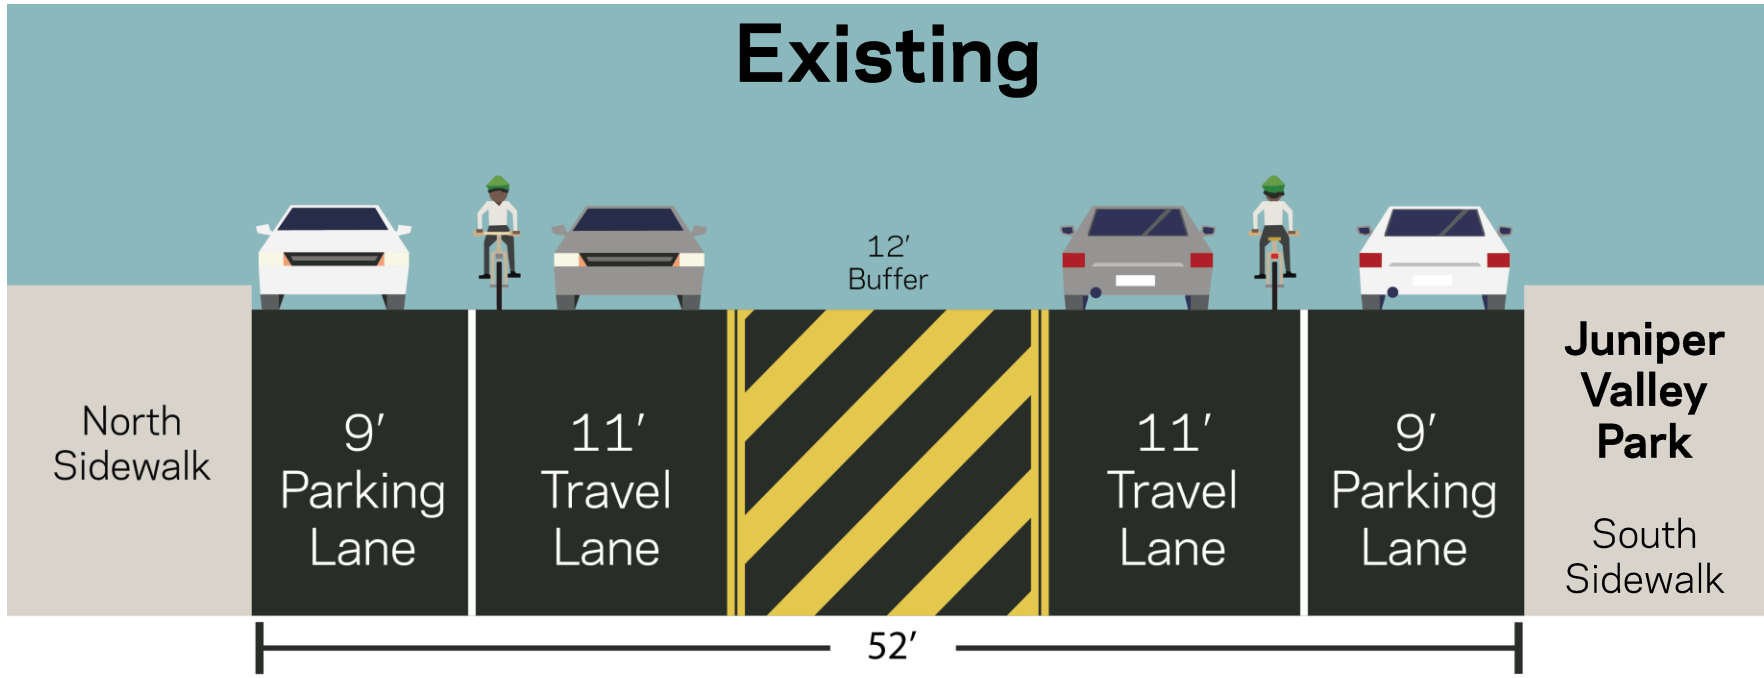 Existing
12’
Buffer
North
Sidewalk
9’
Parking
Lane
11’
Travel
Lane
11’
Travel
Lane
9’
Parking
Lane
Juniper
Valley
Park
South
Sidewalk
52’